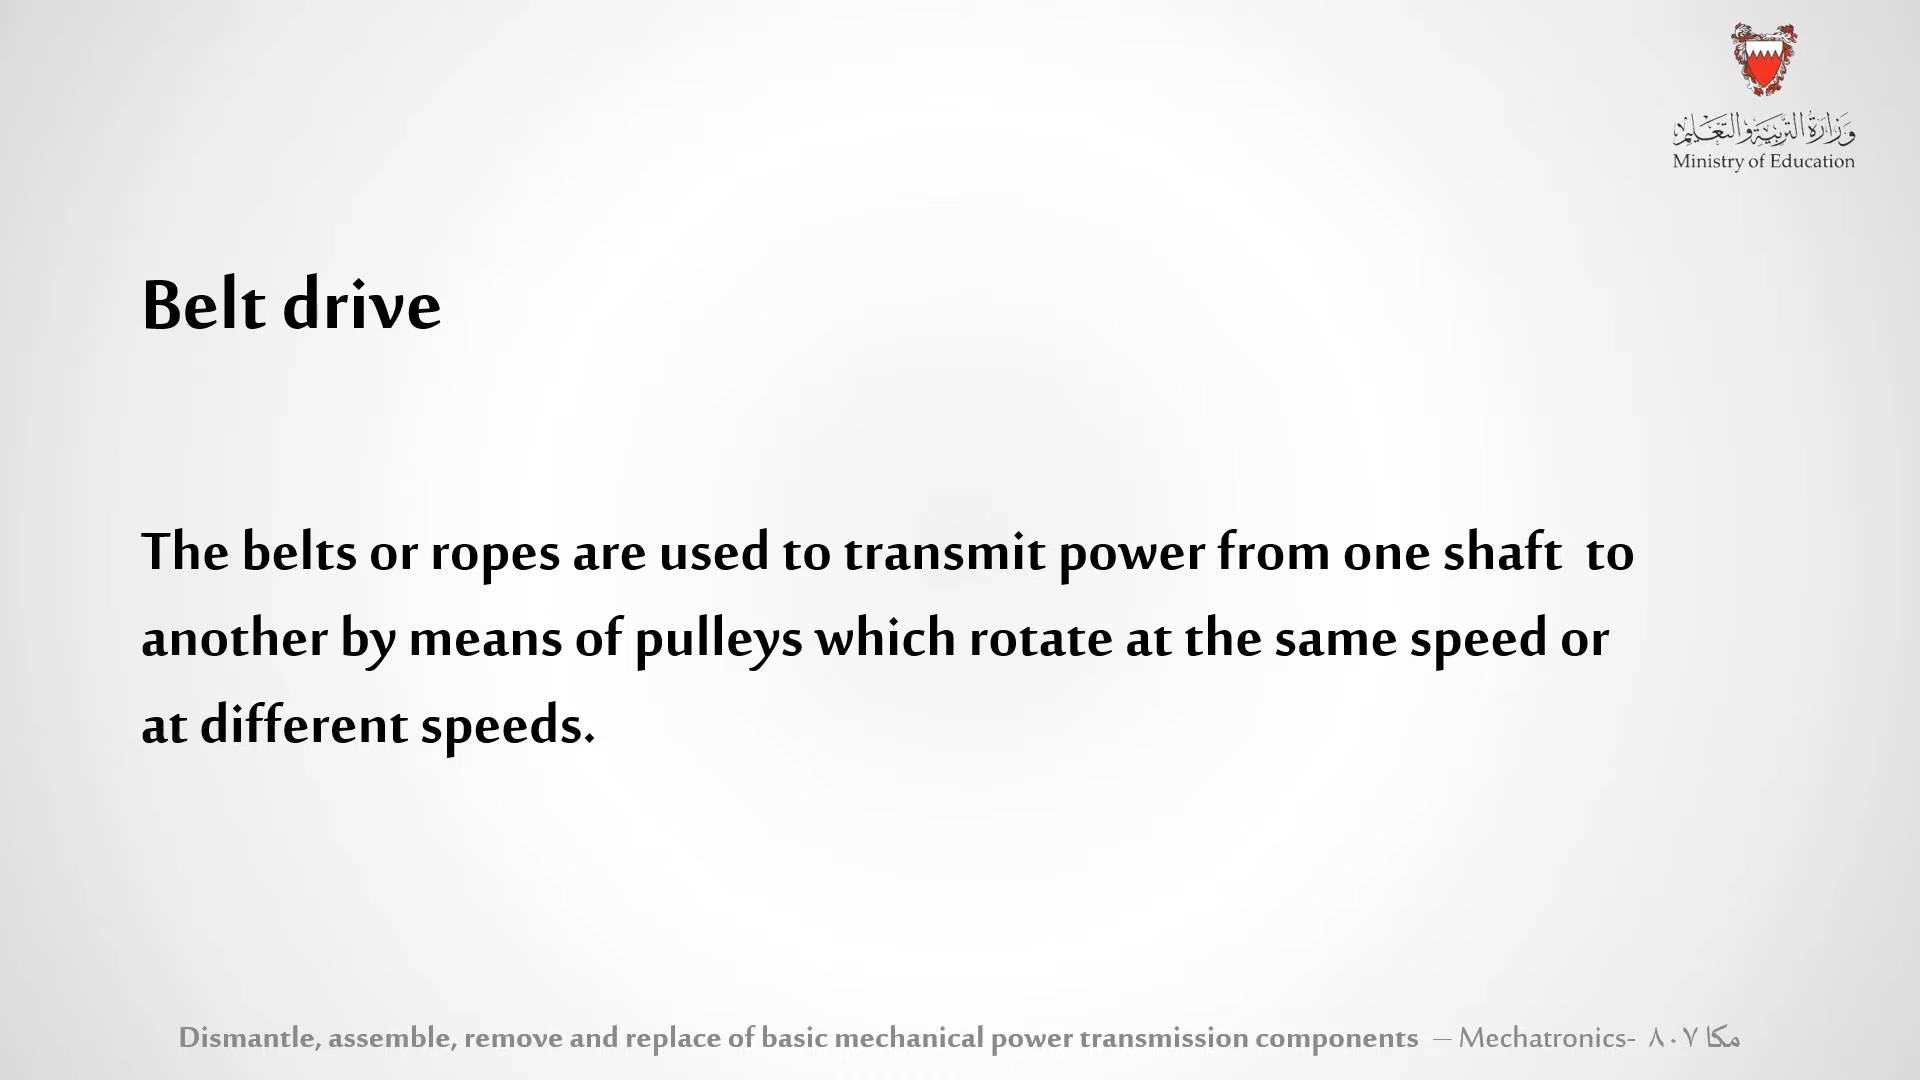 وزارة التربية والتعليم
Ministry of Education
Belt drive
The belts or ropes are used to transmit power from one shaft  to
another by means of pulleys which rotate at the same speed or
at different speeds.
Dismantle, assemble, remove and replace of basic mechanical power transmission components – Mechatronics- مكا ٨٠٧